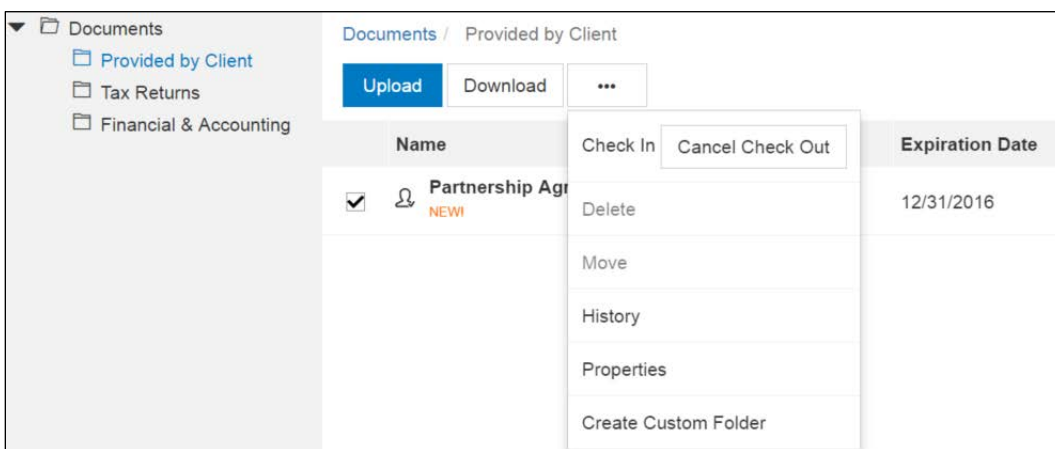 Documents
Provided by Client
Tax Returns
Financial & Accounting
Documents / Provided by Client
Upload Download •••
Name Expiration Date
Check In Cancel Check Out
Partnership Agr 12/31/2016
NEW!
Delete
Move
History
Properties
Create Custom Folder